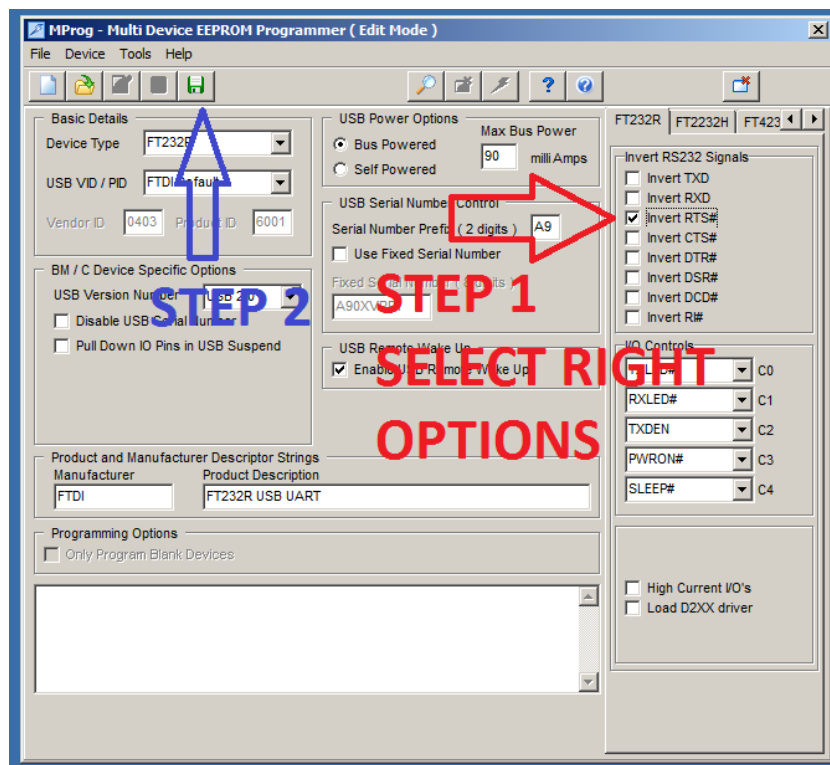 MProg - Multi Device EEPROM Programmer ( Edit Mode )
File Device Tools Help
Basic Details
Device Type
USB VID / PID
Vendor ID 0403 Product ID 6001
BM / C Device Specific Options
USB Version Number USB 2.0
Disable USB Serial Number
Pull Down IO Pins in USB Suspend
USB Power Options
Bus Powered
Self Powered
Max Bus Power
90 milli Amps
USB Serial Number Control
Serial Number Prefix ( 2 digits ) A9
Use Fixed Serial Number
Fixed Serial Number ( 8 digits )
USB Remote Wake Up
Enable USB Remote Wake Up
STEP 2
STEP 1
SELECT RIGHT
OPTIONS
Product and Manufacturer Descriptor Strings
Manufacturer Product Description
FTDI FT232R USB UART
Programming Options
Only Program Blank Devices
FT232R FT2232H FT423
Invert RS232 Signals
Invert TXD
Invert RXD
Invert RTS#
Invert CTS#
Invert DTR#
Invert DSR#
Invert DCD#
Invert RI#
I/O Controls
TXLED# C0
RXLED# C1
TXDEN C2
PWRON# C3
SLEEP# C4
High Current I/O's
Load D2XX driver